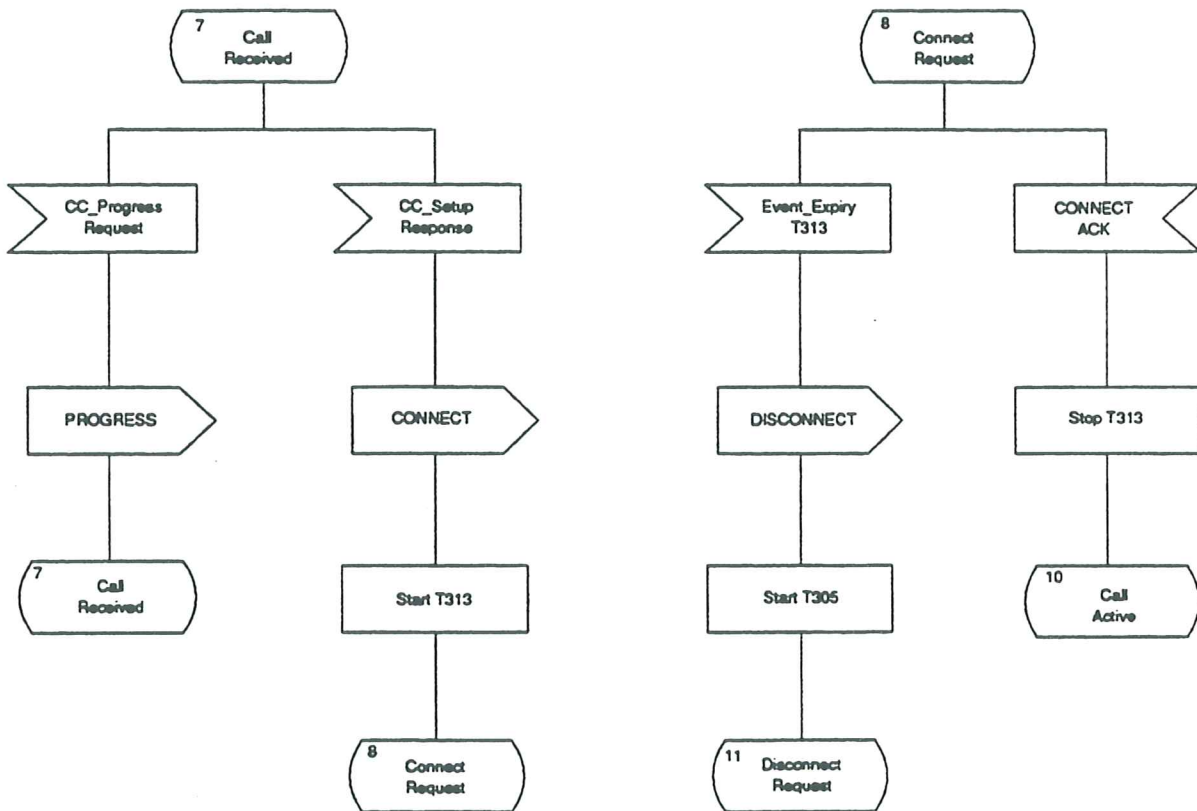 7
Call
Received
8
Connect
Request
CC_Progress
Request
CC_Setup
Response
Event_Expiry
T313
CONNECT
ACK
PROGRESS
CONNECT
DISCONNECT
Stop T313
7
Call
Received
Start T313
Start T305
10
Call
Active
8
Connect
Request
11
Disconnect
Request